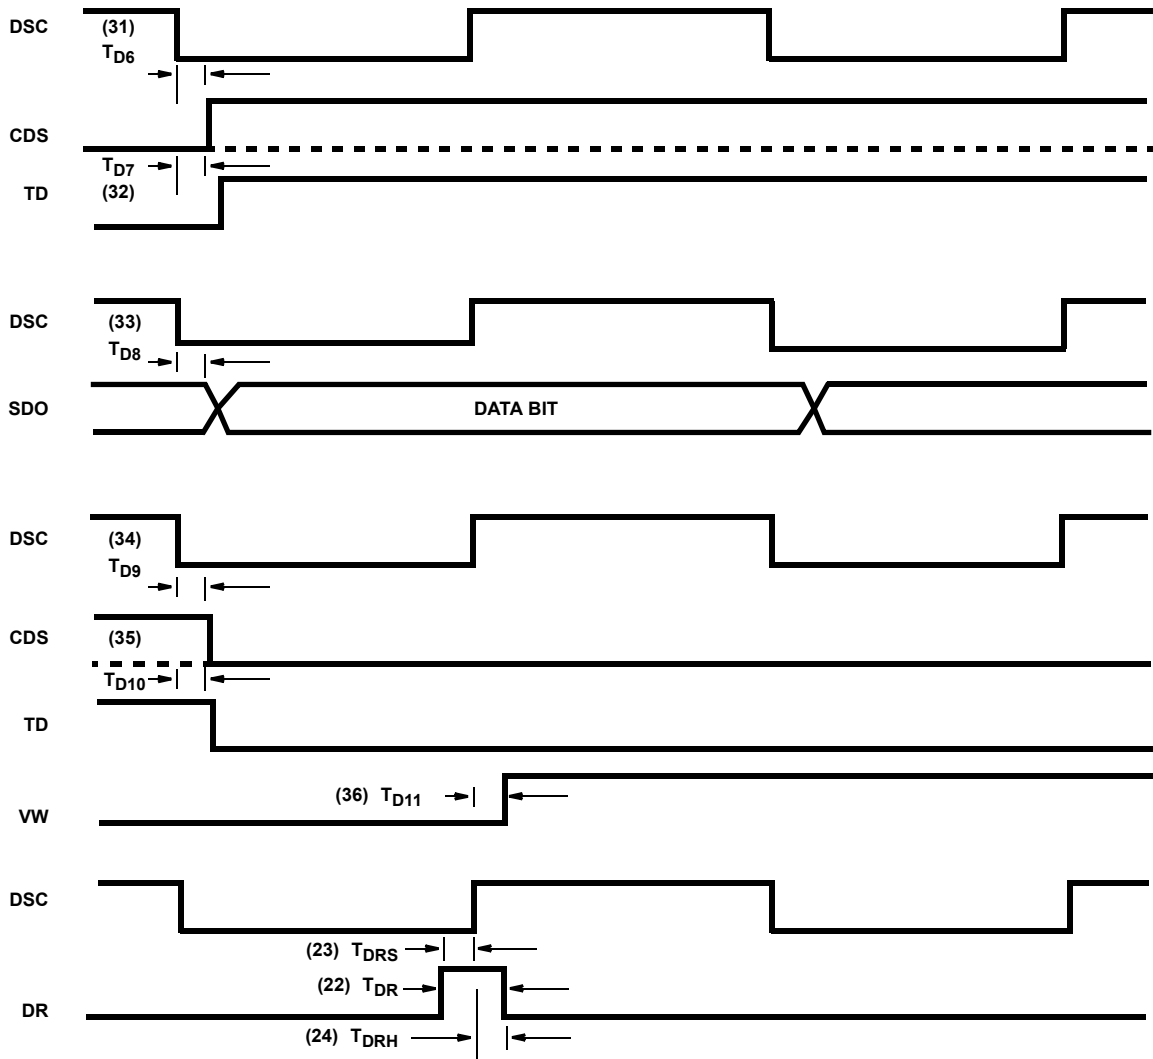 DSC (31)
TD6
CDS
TD7
TD (32)
DSC (33)
TD8
SDO DATA BIT
DSC (34)
TD9
CDS (35)
TD10
TD
(36) TD11
VW
DSC
(23) TDRS
(22) TDR
DR
(24) TDRH